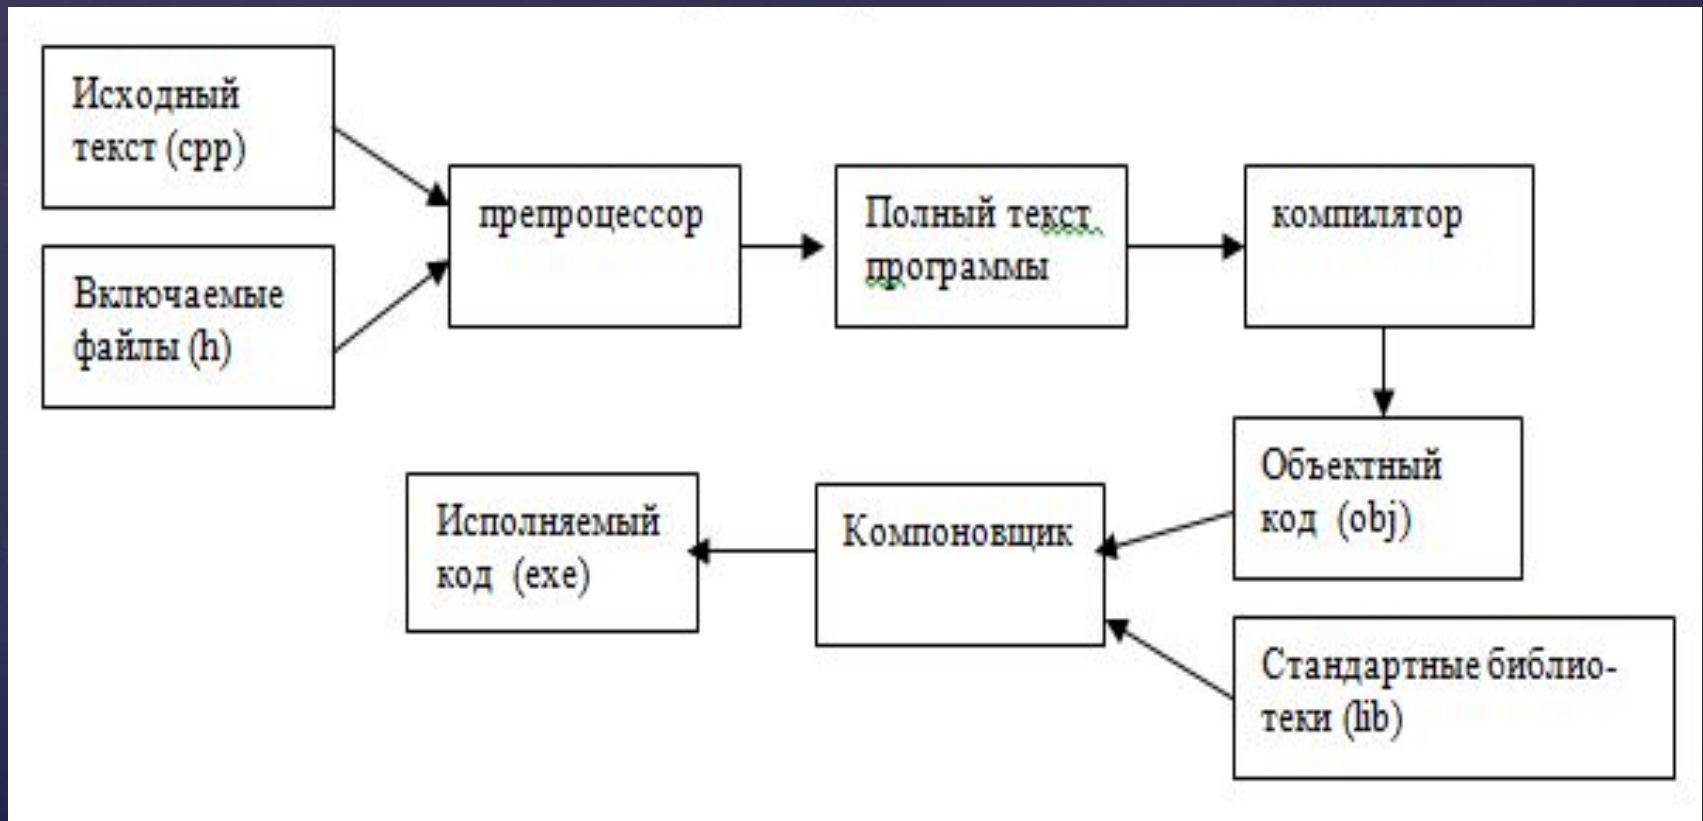 Исходный
текст (cpp)
Включаемые
файлы (h)
препроцессор
Полный текст
программы
компилятор
Объектный
код (obj)
Стандартные библио-
теки (lib)
Компоновщик
Исполняемый
код (exe)